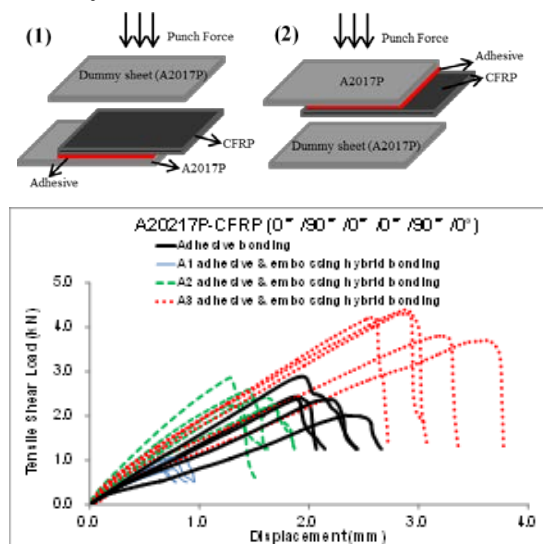 (1)
Punch Force
Dummy sheet (A2017P)
CFRP
A2017P
Adhesive
(2)
Punch Force
Adhesive
CFRP
A2017P
Dummy sheet (A2017P)
A20217P-CFRP (0° /90° /0° /0° /90° /0°)
Adhesive bonding
A1 adhesive & embossing hybrid bonding
A2 adhesive & embossing hybrid bonding
A3 adhesive & embossing hybrid bonding
Tensile Shear Load (kN)
5.0
4.0
3.0
2.0
1.0
0.0
0.0 1.0 2.0 3.0 4.0
Displacement(mm)